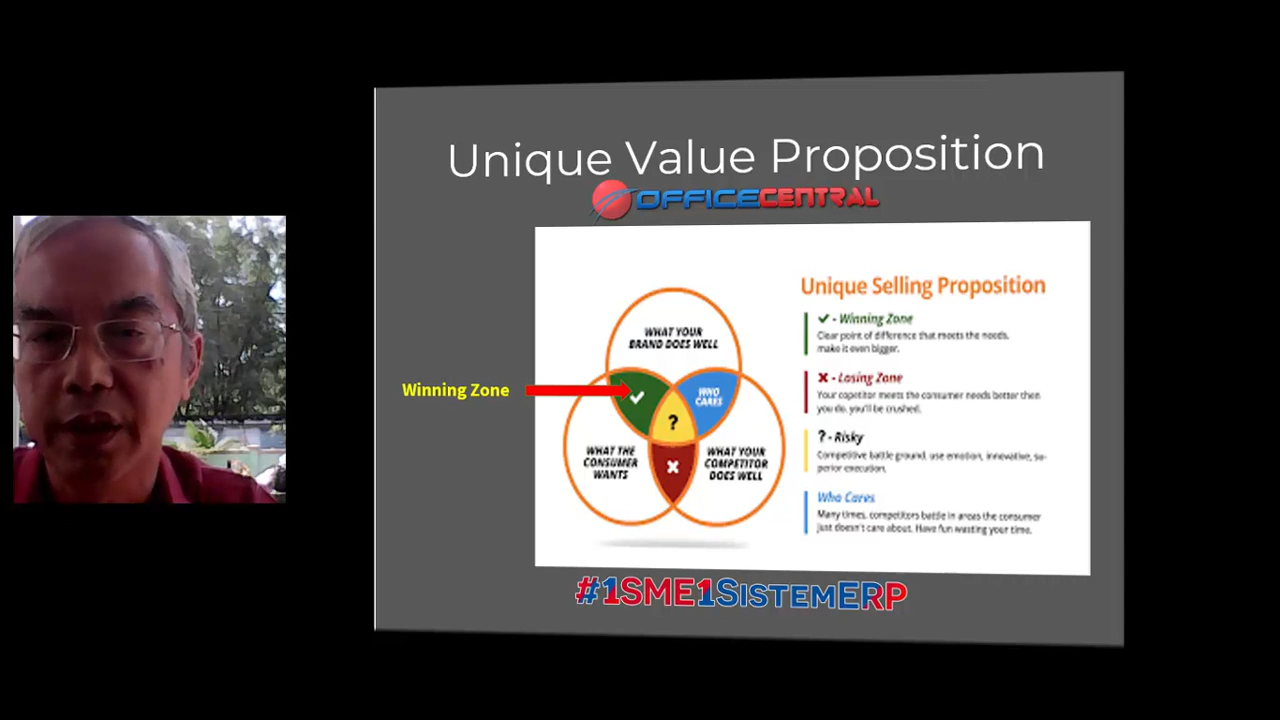 Unique Value Proposition
OFFICECENTRAL
Unique Selling Proposition
✔ - Winning Zone
Clear point of difference that meets the needs,
make it even bigger.
✖ - Losing Zone
Your copetitor meets the consumer needs better then
you do, you'll be crushed.
? - Risky
Competitive battle ground, use emotion, innovative, su-
perior execution.
Who Cares
Many times, competitors battle in areas the consumer
just doesn't care about. Have fun wasting your time.
WHAT YOUR
BRAND DOES WELL
Winning Zone
WHO
CARES
?
WHAT THE
CONSUMER
WANTS
WHAT YOUR
COMPETITOR
DOES WELL
#1SME1SISTEMERP